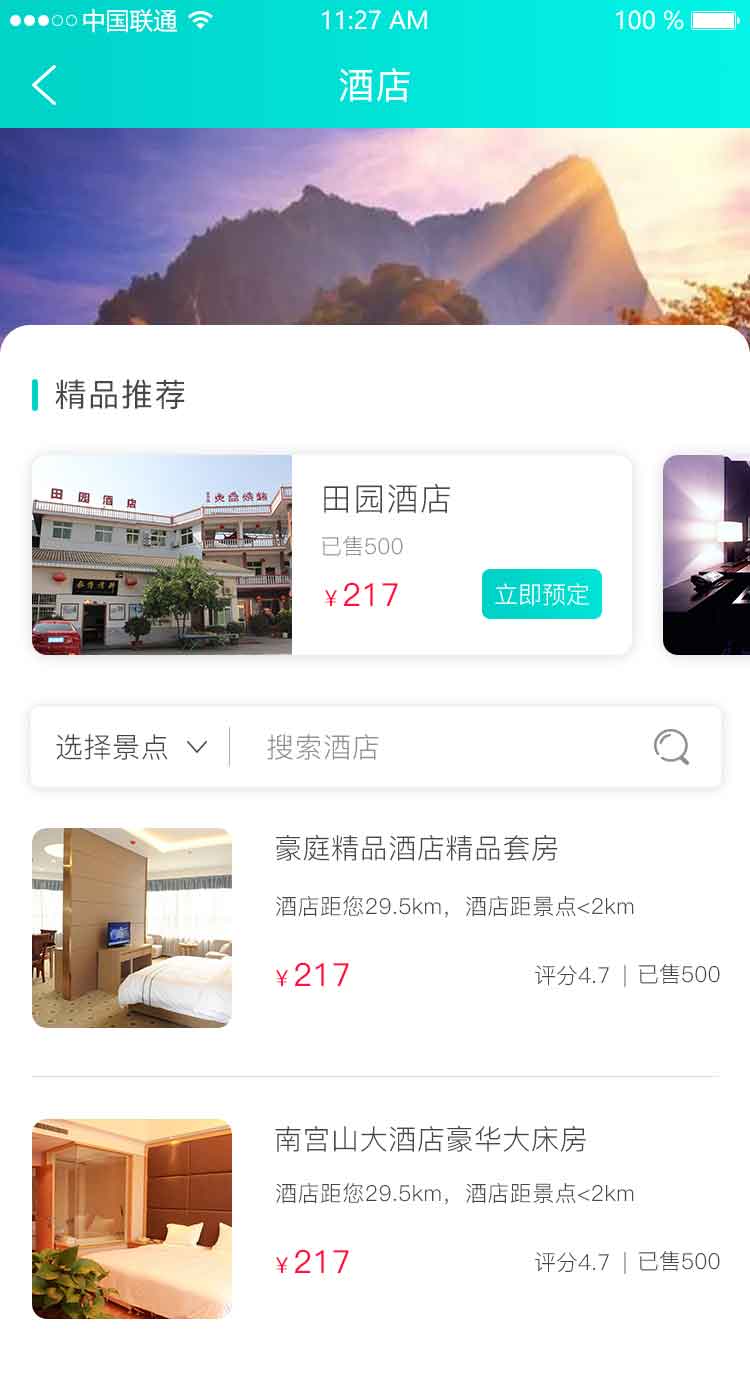 中国联通
11:27 AM
100 %
酒店
精品推荐
田园酒店
田园酒店
已售500
¥217
立即预定
选择景点
搜索酒店
豪庭精品酒店精品套房
酒店距您29.5km，酒店距景点<2km
¥217
评分4.7 | 已售500
南宫山大酒店豪华大床房
酒店距您29.5km，酒店距景点<2km
¥217
评分4.7 | 已售500